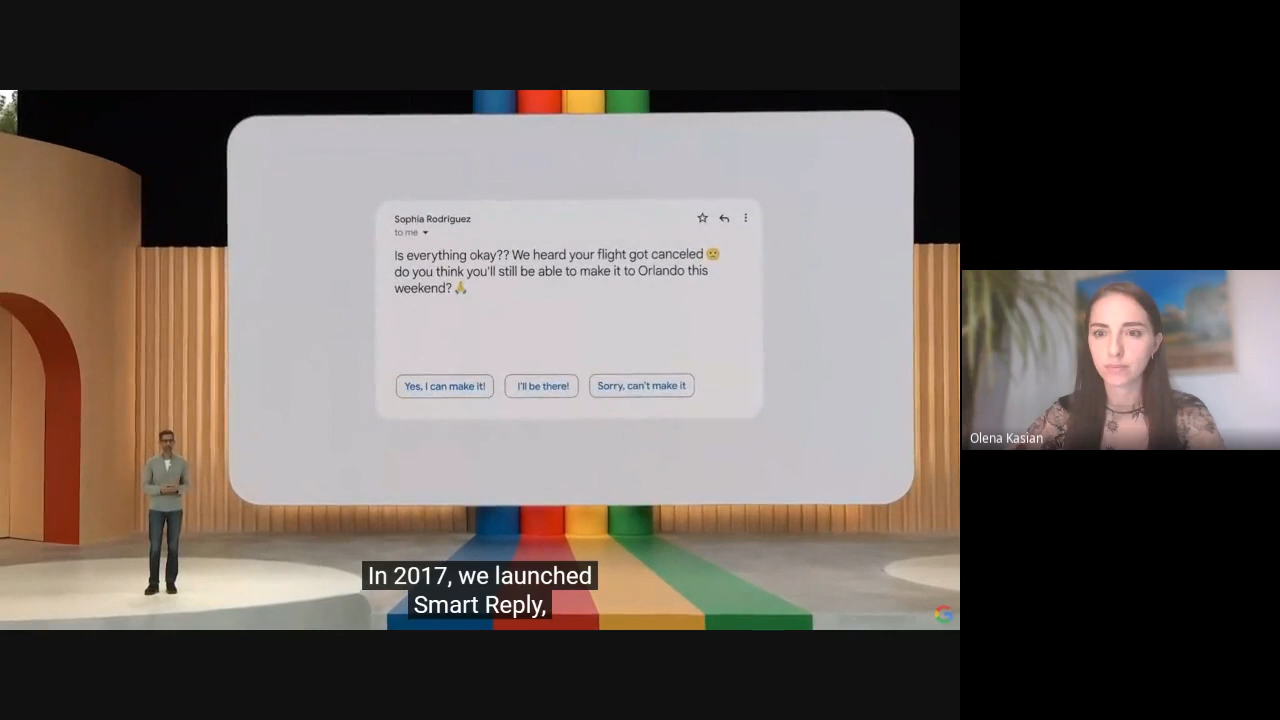 Sophia Rodriguez
to me
Is everything okay?? We heard your flight got canceled 🙁
do you think you'll still be able to make it to Orlando this
weekend? 🙏
Yes, I can make it!
I'll be there!
Sorry, can't make it
In 2017, we launched
Smart Reply,
Olena Kasian